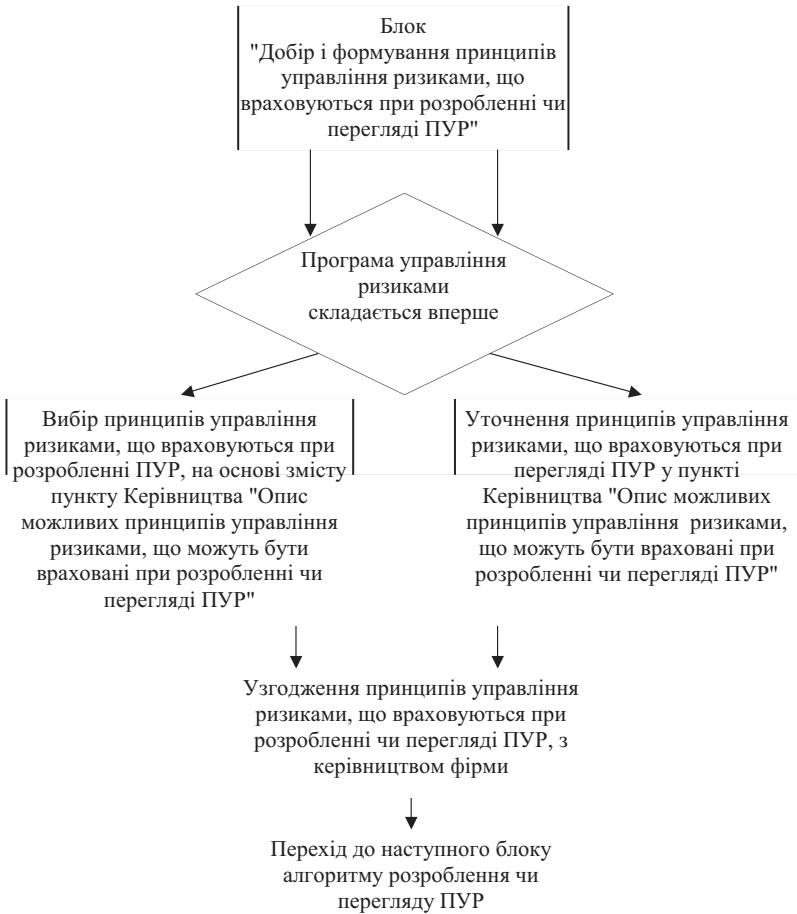 Блок
"Добір і формування принципів
управління ризиками, що
враховуються при розробленні чи
перегляді ПУР"
Програма управління
ризиками
складається вперше
Вибір принципів управління
ризиками, що враховуються при
розробленні ПУР, на основі змісту
пункту Керівництва "Опис
можливих принципів управління
ризиками, що можуть бути
враховані при розробленні чи
перегляді ПУР"
Уточнення принципів управління
ризиками, що враховуються при
перегляді ПУР у пункті
Керівництва "Опис можливих
принципів управління ризиками,
що можуть бути враховані при
розробленні чи перегляді ПУР"
Узгодження принципів управління
ризиками, що враховуються при
розробленні чи перегляді ПУР, з
керівництвом фірми
Перехід до наступного блоку
алгоритму розроблення чи
перегляду ПУР